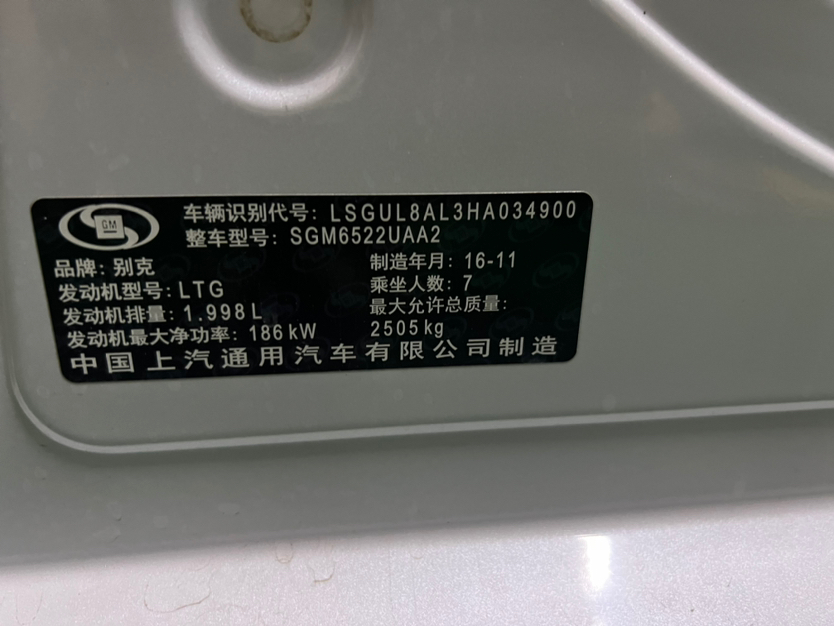 GM
车辆识别代号: LSGUL8AL3HA034900
整车型号: SGM6522UAA2
品牌: 别克
制造年月: 16-11
发动机型号: LTG
乘坐人数: 7
发动机排量: 1.998L
最大允许总质量:
发动机最大净功率: 186kW
2505kg
中国上汽通用汽车有限公司制造